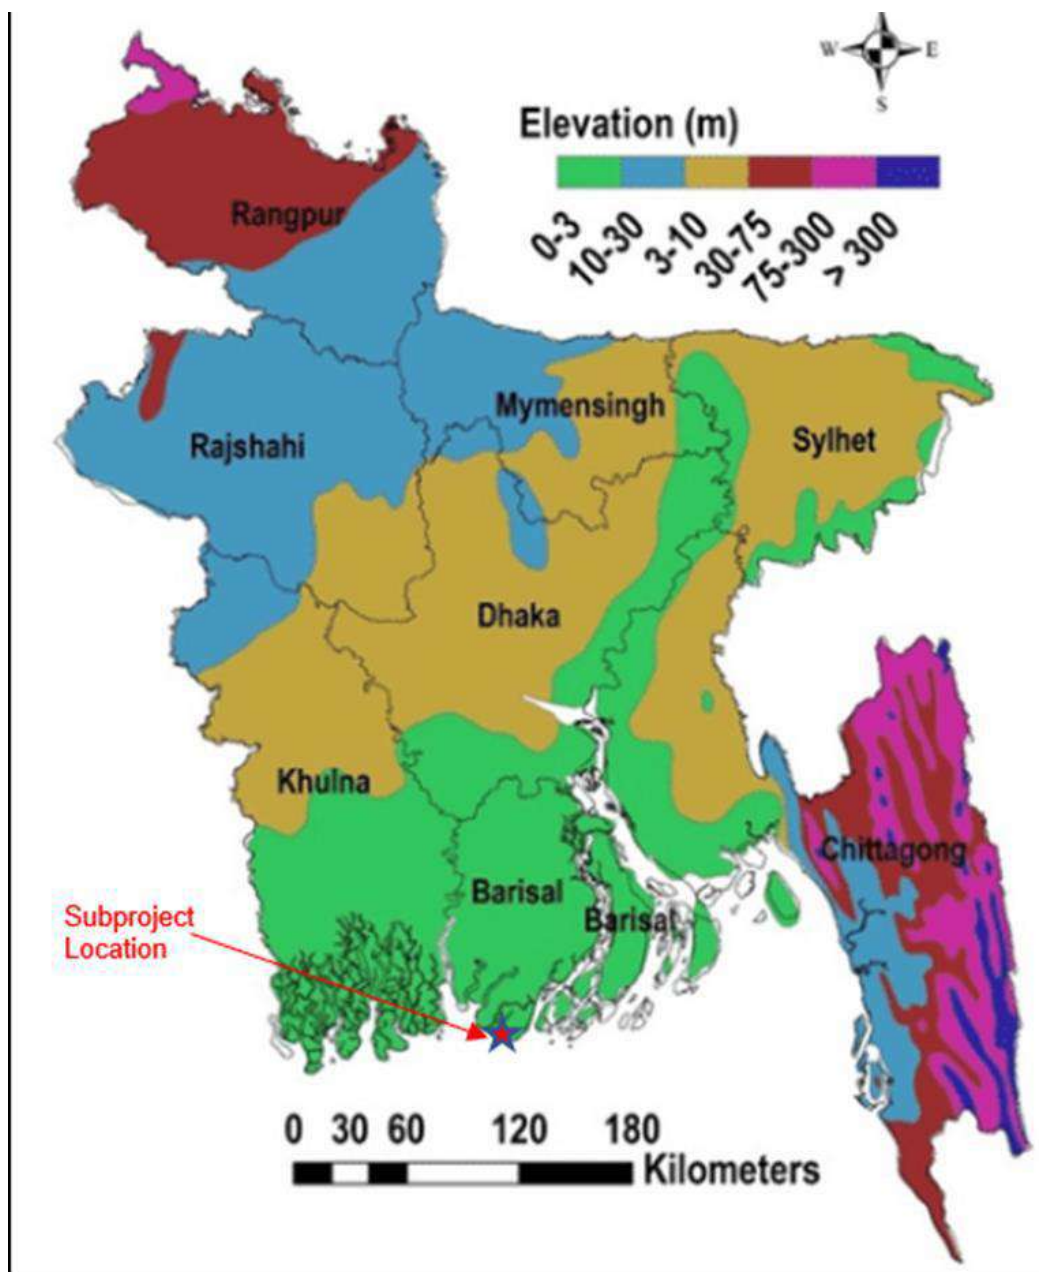 W E
S
Elevation (m)
0-3
10-30
3-10
30-75
75-300
> 300
Rangpur
Mymensingh
Rajshahi
Sylhet
Dhaka
Khulna
Chittagong
Barisal
Barisal
Subproject
Location
0 30 60 120 180
Kilometers